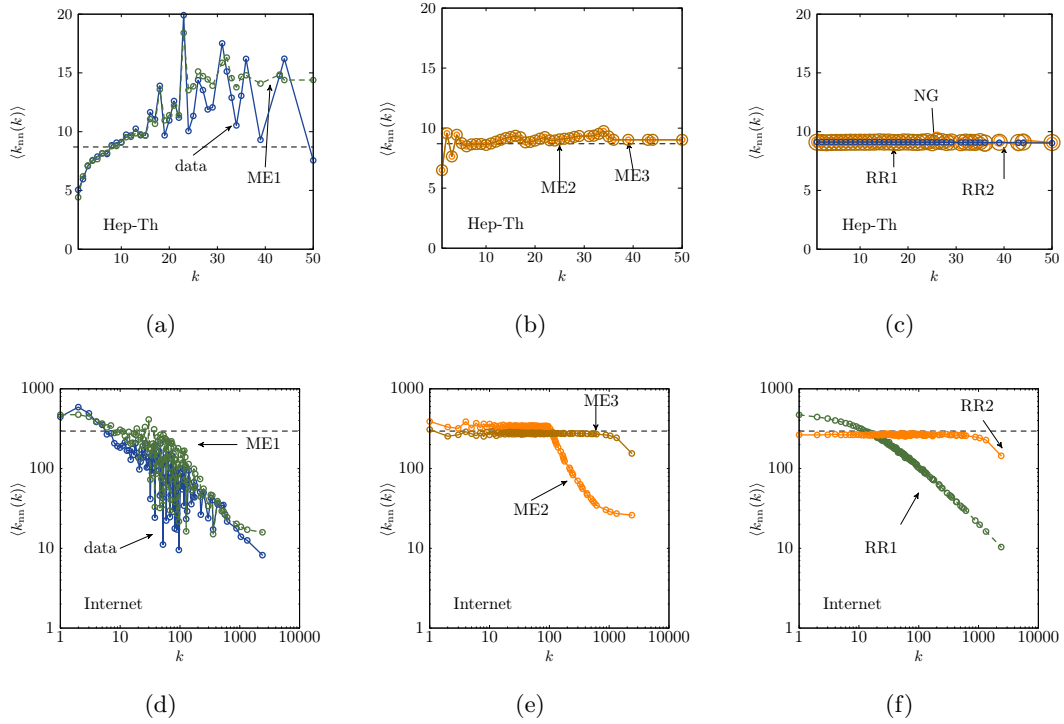 20
15
10
5
0
10
20
30
40
50
⟨k_nn(k)⟩
k
data
ME1
Hep-Th
(a)
20
15
10
5
0
10
20
30
40
50
⟨k_nn(k)⟩
k
ME2
ME3
Hep-Th
(b)
20
15
10
5
0
10
20
30
40
50
⟨k_nn(k)⟩
k
NG
RR1
RR2
Hep-Th
(c)
1000
100
10
1
1
10
100
1000
10000
⟨k_nn(k)⟩
k
ME1
data
Internet
(d)
1000
100
10
1
1
10
100
1000
10000
⟨k_nn(k)⟩
k
ME3
ME2
Internet
(e)
1000
100
10
1
1
10
100
1000
10000
⟨k_nn(k)⟩
k
RR2
RR1
Internet
(f)